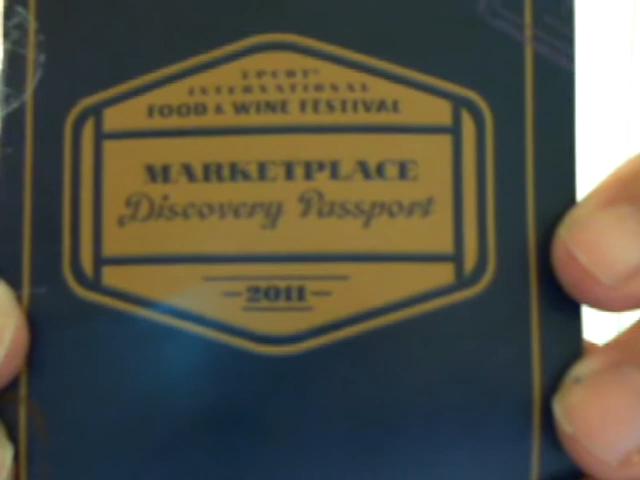 EPCOT
INTERNATIONAL
FOOD & WINE FESTIVAL
MARKETPLACE
Discovery Passport
2011